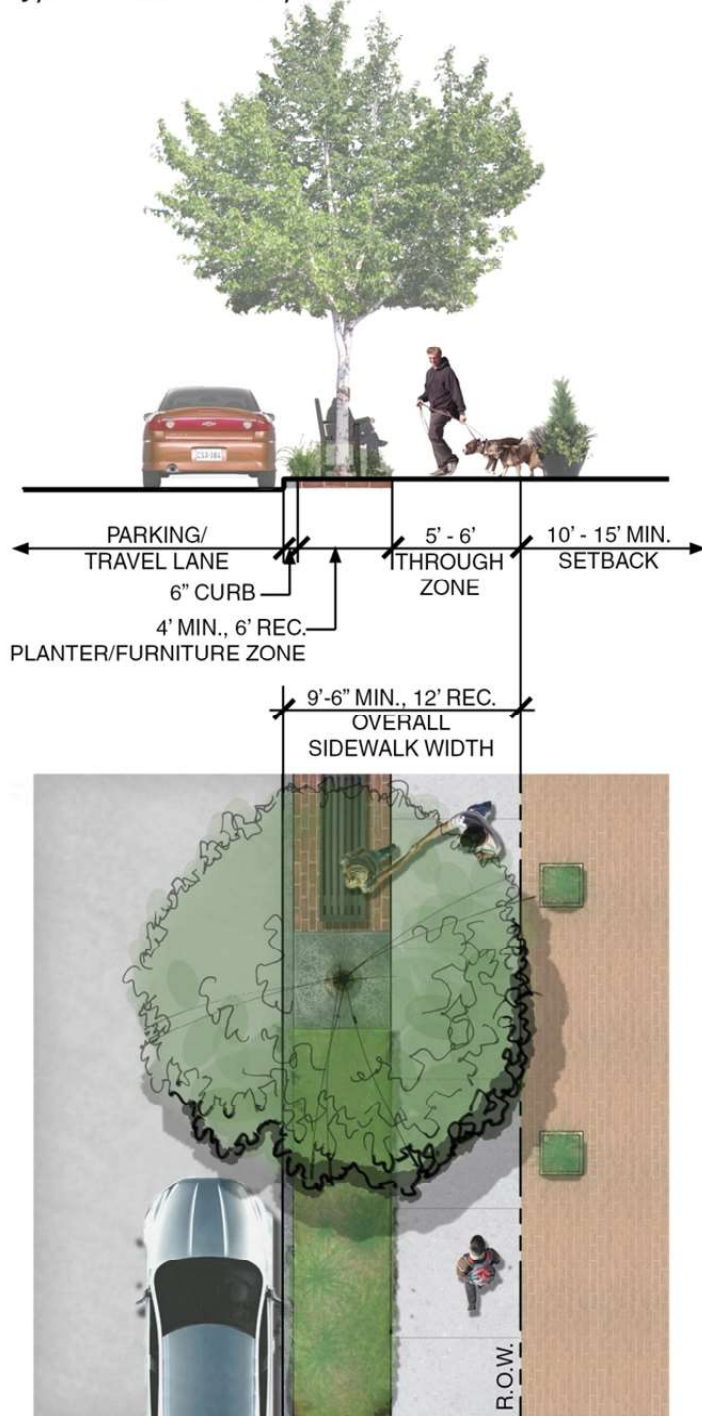 PARKING/
TRAVEL LANE
5' - 6'
THROUGH
ZONE
10' - 15' MIN.
SETBACK
6” CURB
4' MIN., 6' REC.
PLANTER/FURNITURE ZONE
9'-6” MIN., 12' REC.
OVERALL
SIDEWALK WIDTH
R.O.W.